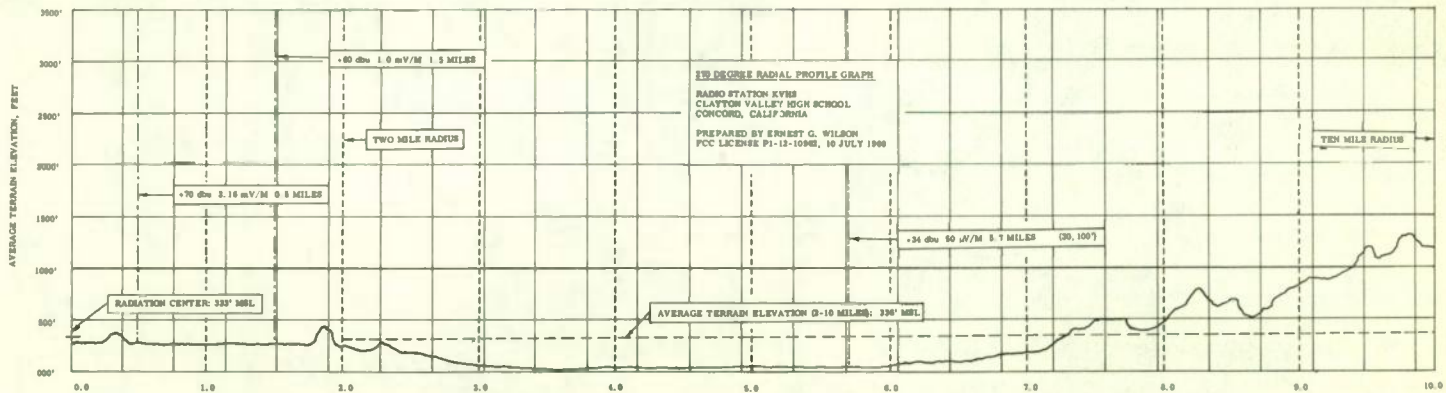 3500'
3000'
2500'
2000'
1500'
1000'
500'
000'
AVERAGE TERRAIN ELEVATION, FEET
+60 dbu 1.0 mV/M 1.5 MILES
TWO MILE RADIUS
+70 dbu 3.16 mV/M 0.5 MILES
RADIATION CENTER: 333' MSL
270 DEGREE RADIAL PROFILE GRAPH
RADIO STATION KVHS
CLAYTON VALLEY HIGH SCHOOL
CONCORD, CALIFORNIA
PREPARED BY ERNEST G. WILSON
FCC LICENSE 10 JULY
TEN MILE RADIUS
+34 dbu 50 µV/M 5.7 MILES (30,100')
AVERAGE TERRAIN ELEVATION (2-10 MILES): 336' MSL
0.0 1.0 2.0 3.0 4.0 5.0 6.0 7.0 8.0 9.0 10.0